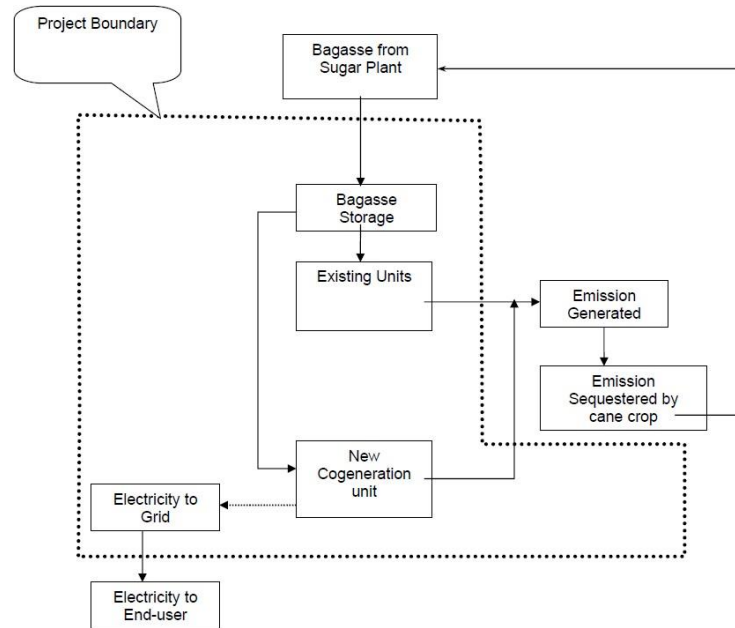 Project Boundary
Bagasse from
Sugar Plant
Bagasse
Storage
Existing Units
Emission
Generated
Emission
Sequestered by
cane crop
New
Cogeneration
unit
Electricity to
Grid
Electricity to
End-user